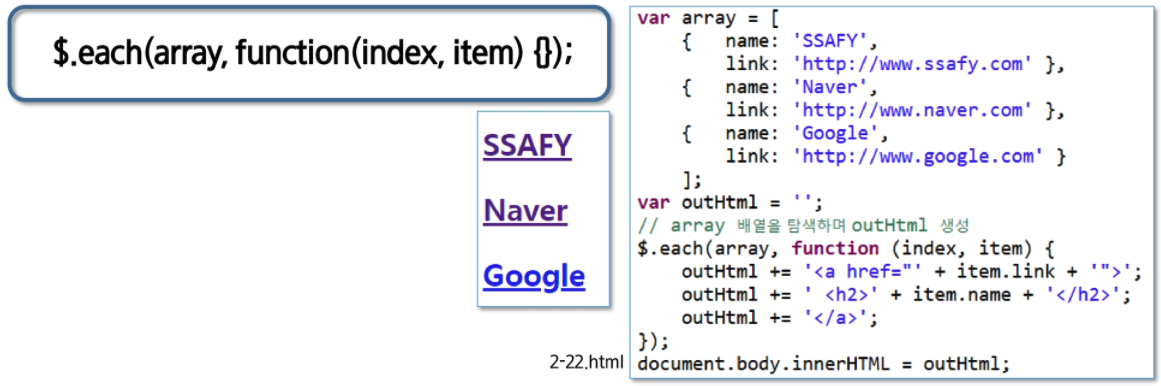 $.each(array, function(index, item) {});
SSAFY
Naver
Google
2-22.html
var array = [
    {   name: 'SSAFY',
        link: 'http://www.ssafy.com' },
    {   name: 'Naver',
        link: 'http://www.naver.com' },
    {   name: 'Google',
        link: 'http://www.google.com' }
    ];
var outHtml = '';
// array 배열을 탐색하며 outHtml 생성
$.each(array, function (index, item) {
    outHtml += '<a href="' + item.link + '">';
    outHtml += ' <h2>' + item.name + '</h2>';
    outHtml += '</a>';
});
document.body.innerHTML = outHtml;